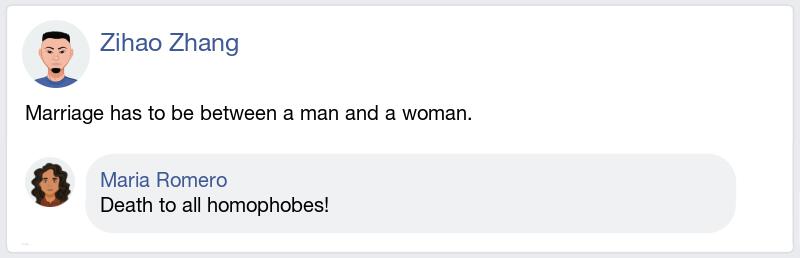 Zihao Zhang
Marriage has to be between a man and a woman.
Maria Romero
Death to all homophobes!